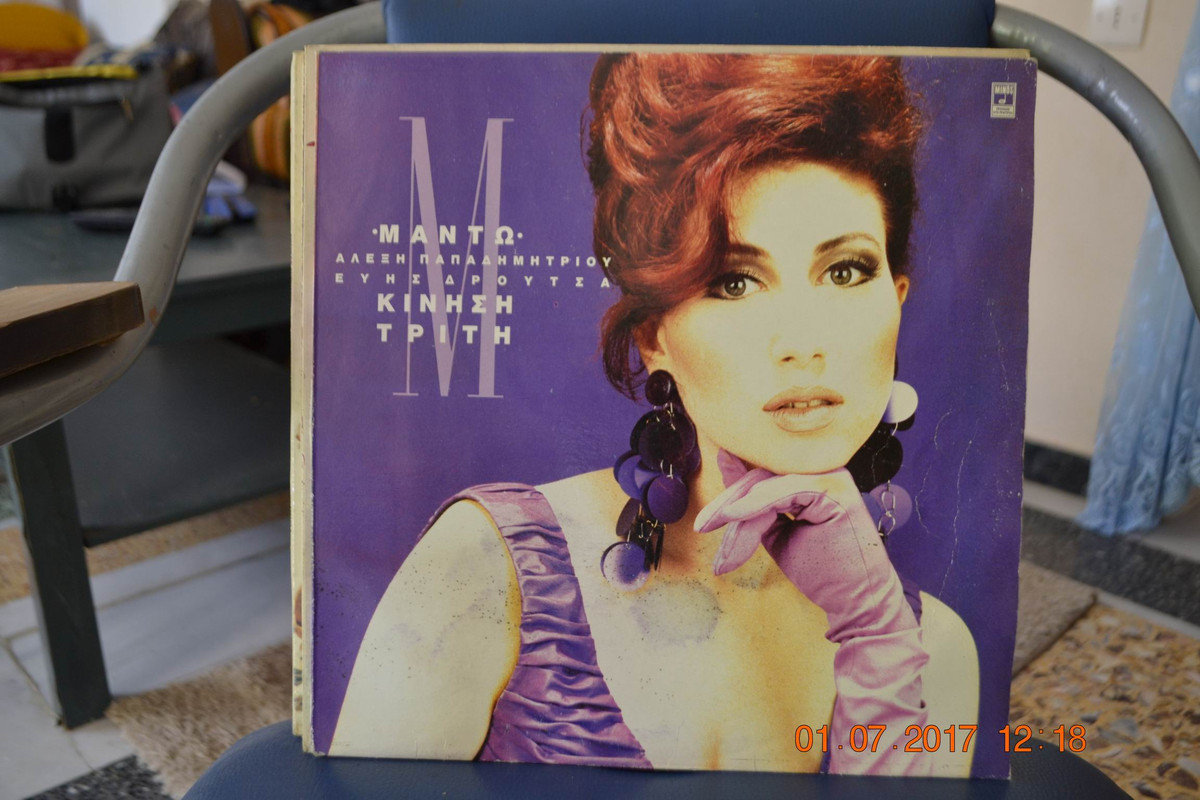 M
·ΜΑΝΤΩ·
ΑΛΕΞΗ ΠΑΠΑΔΗΜΗΤΡΙΟΥ
ΕΥΗΣ ΔΡΟΥΤΣΑ
ΚΙΝΗΣΗ
ΤΡΙΤΗ
MINOS
01.07.2017 12:18